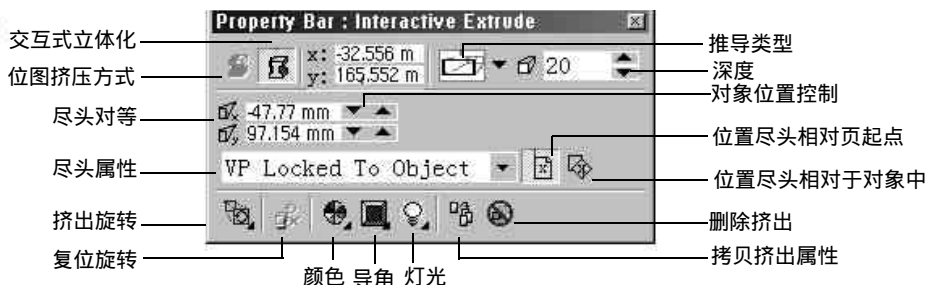 Property Bar : Interactive Extrude
交互式立体化
位图挤压方式
x: -32.556 m
y: 165.552 m
20
推导类型
深度
对象位置控制
尽头对等
-47.77 mm
97.154 mm
位置尽头相对页起点
尽头属性
VP Locked To Object
位置尽头相对于对象中
挤出旋转
删除挤出
复位旋转
颜色
导角
灯光
拷贝挤出属性